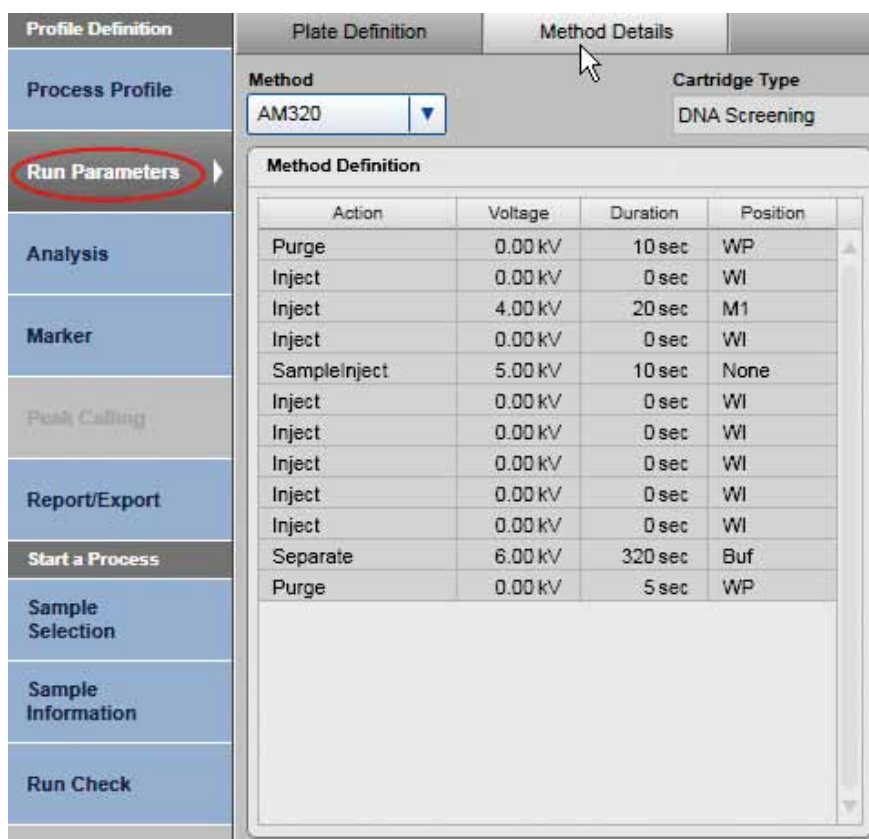 Profile Definition
Process Profile
Run Parameters
Analysis
Marker
Peak Calling
Report/Export
Start a Process
Sample
Selection
Sample
Information
Run Check
Plate Definition Method Details
Method Cartridge Type
AM320 DNA Screening
Method Definition
Action Voltage Duration Position
Purge 0.00 kV 10 sec WP
Inject 0.00 kV 0 sec WI
Inject 4.00 kV 20 sec M1
Inject 0.00 kV 0 sec WI
SampleInject 5.00 kV 10 sec None
Inject 0.00 kV 0 sec WI
Inject 0.00 kV 0 sec WI
Inject 0.00 kV 0 sec WI
Inject 0.00 kV 0 sec WI
Inject 0.00 kV 0 sec WI
Separate 6.00 kV 320 sec Buf
Purge 0.00 kV 5 sec WP